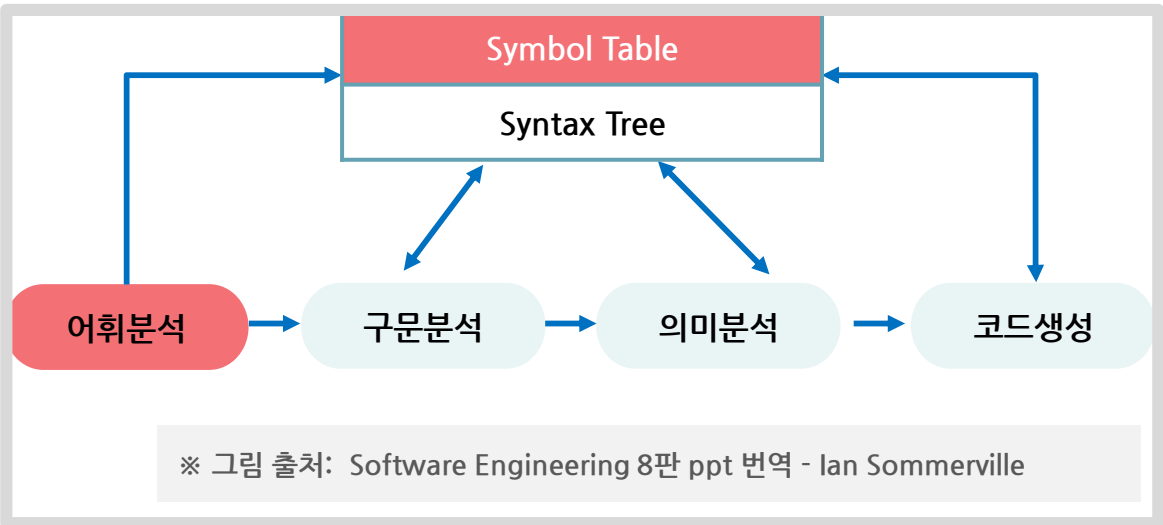 Symbol Table
Syntax Tree
어휘분석
구문분석
의미분석
코드생성
※ 그림 출처: Software Engineering 8판 ppt 번역 - Ian Sommerville